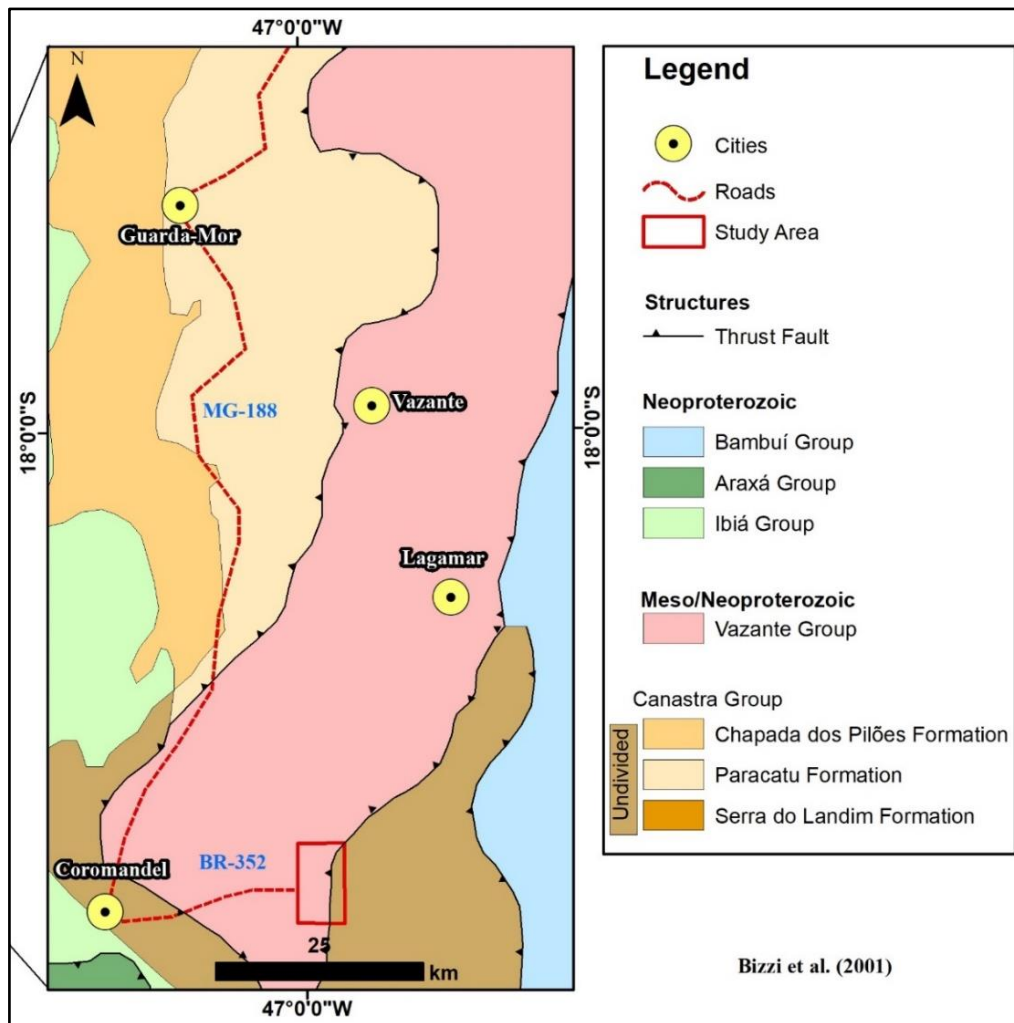 47°0'0"W
N
Guarda-Mor
MG-188
Vazante
18°0'0"S
18°0'0"S
Lagamar
Coromandel
BR-352
25
km
47°0'0"W
Legend
Cities
Roads
Study Area
Structures
Thrust Fault
Neoproterozoic
Bambuí Group
Araxá Group
Ibiá Group
Meso/Neoproterozoic
Vazante Group
Canastra Group
Undivided
Chapada dos Pilões Formation
Paracatu Formation
Serra do Landim Formation
Bizzi et al. (2001)